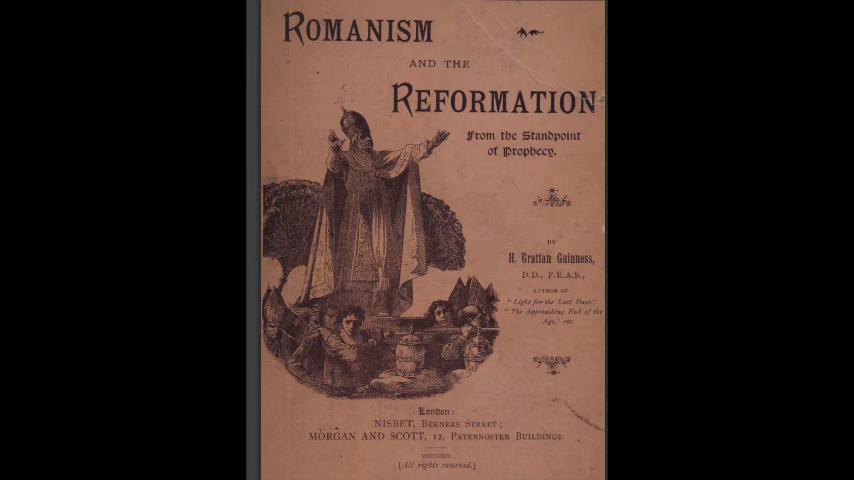 ROMANISM
AND THE
REFORMATION
From the Standpoint
of Prophecy.
BY
H. Grattan Guinness,
D.D., F.R.A.S.,
AUTHOR OF
"Light for the Last Days,"
"The Approaching End of the
Age," etc.
London:
NISBET, BERNERS STREET;
MORGAN AND SCOTT, 12, PATERNOSTER BUILDINGS.
[All rights reserved.]